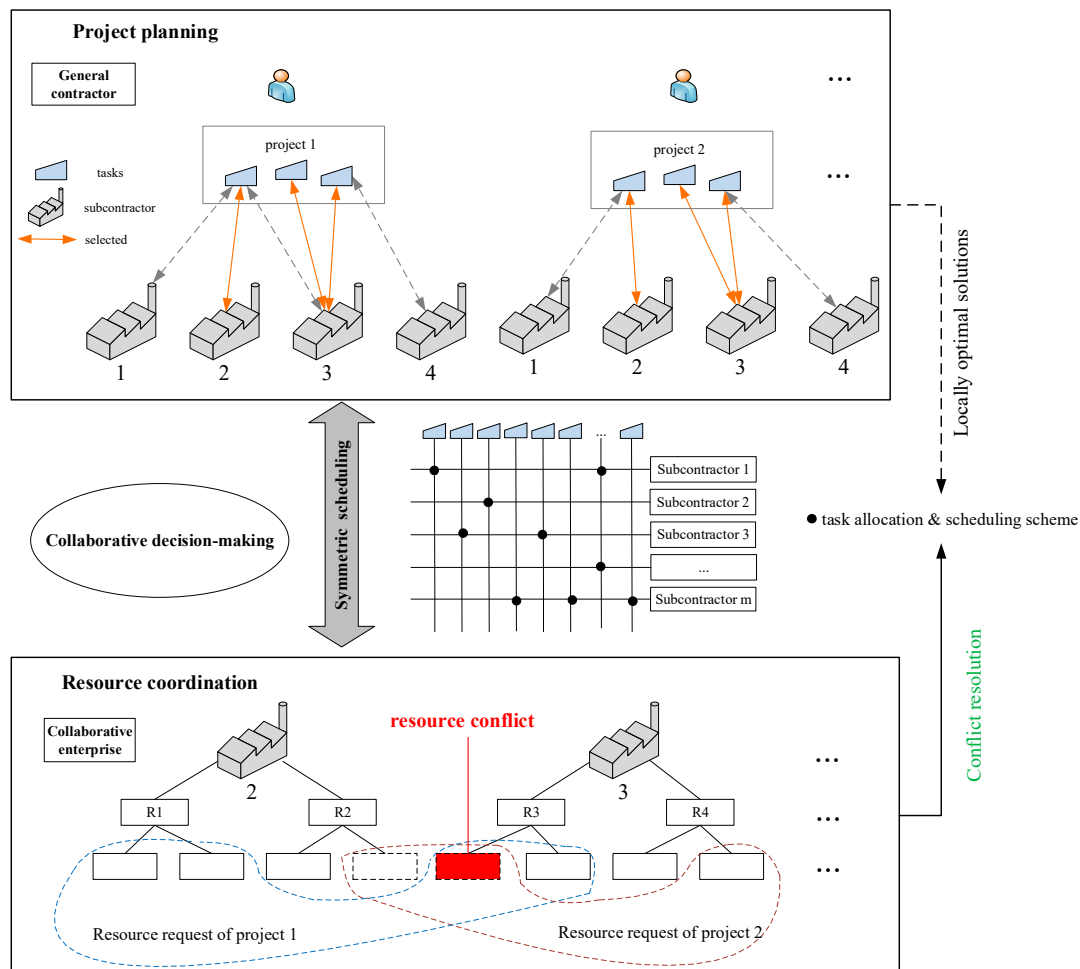 Project planning
General
contractor
...
project 1
project 2
tasks
...
subcontractor
selected
1
2
3
4
1
2
3
4
Locally optimal solutions
Symmetric scheduling
...
Subcontractor 1
Subcontractor 2
Subcontractor 3
...
Subcontractor m
Collaborative decision-making
● task allocation & scheduling scheme
Conflict resolution
Resource coordination
Collaborative
enterprise
resource conflict
...
2
3
R1
R2
R3
R4
...
...
Resource request of project 1
Resource request of project 2